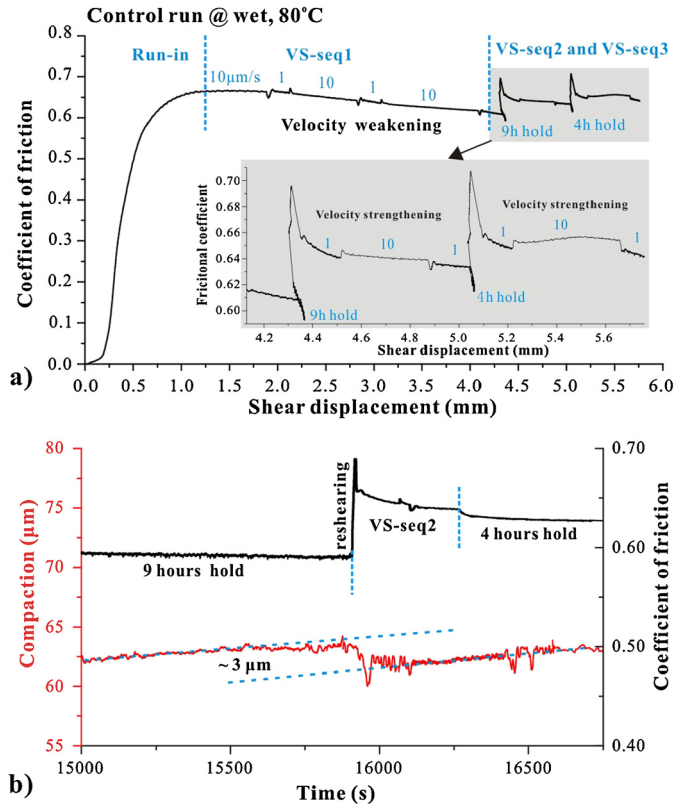 Control run @ wet, 80°C
Run-in
VS-seq1
VS-seq2 and VS-seq3
10μm/s 1 10 1 10
Velocity weakening
9h hold 4h hold
Coefficient of friction
0.8
0.7
0.6
0.5
0.4
0.3
0.2
0.1
0.0
Fricitonal coefficient
0.70
0.68
0.66
0.64
0.62
0.60
Velocity strengthening
Velocity strengthening
1 10 1 1 10 1
9h hold
4h hold
4.2 4.4 4.6 4.8 5.0 5.2 5.4 5.6
Shear displacement (mm)
0.0 0.5 1.0 1.5 2.0 2.5 3.0 3.5 4.0 4.5 5.0 5.5 6.0
Shear displacement (mm)
a)
Compaction (μm)
80
75
70
65
60
55
reshearing
VS-seq2
9 hours hold
4 hours hold
~ 3 μm
0.70
0.60
0.50
0.40
Coefficient of friction
15000 15500 16000 16500
Time (s)
b)